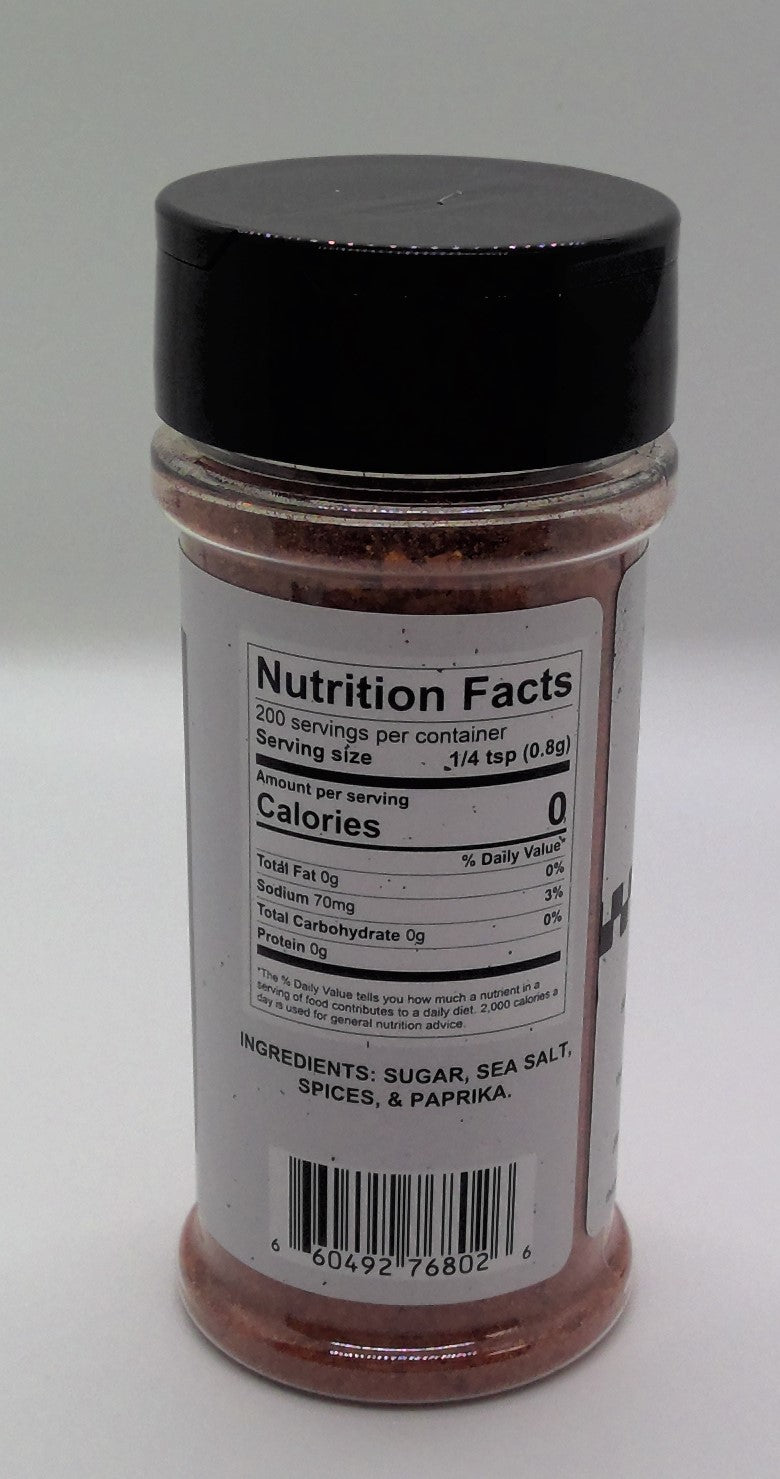 Nutrition Facts
200 servings per container
Serving size 1/4 tsp (0.8g)
Amount per serving
Calories 0
% Daily Value*
Total Fat 0g 0%
Sodium 70mg 3%
Total Carbohydrate 0g 0%
Protein 0g
*The % Daily Value tells you how much a nutrient in a
serving of food contributes to a daily diet. 2,000 calories a
day is used for general nutrition advice.
INGREDIENTS: SUGAR, SEA SALT,
SPICES, & PAPRIKA.
6 60492 76802 6